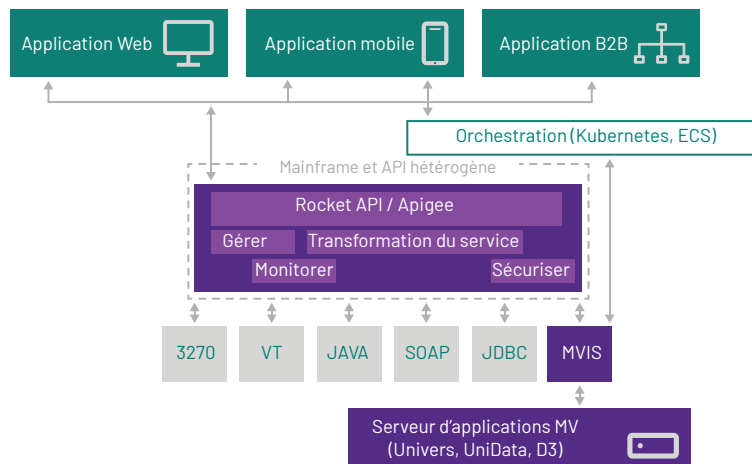 Application Web
Application mobile
Application B2B
Orchestration (Kubernetes, ECS)
Mainframe et API hétérogène
Rocket API / Apigee
Gérer
Transformation du service
Monitorer
Sécuriser
3270
VT
JAVA
SOAP
JDBC
MVIS
Serveur d'applications MV
(Univers, UniData, D3)